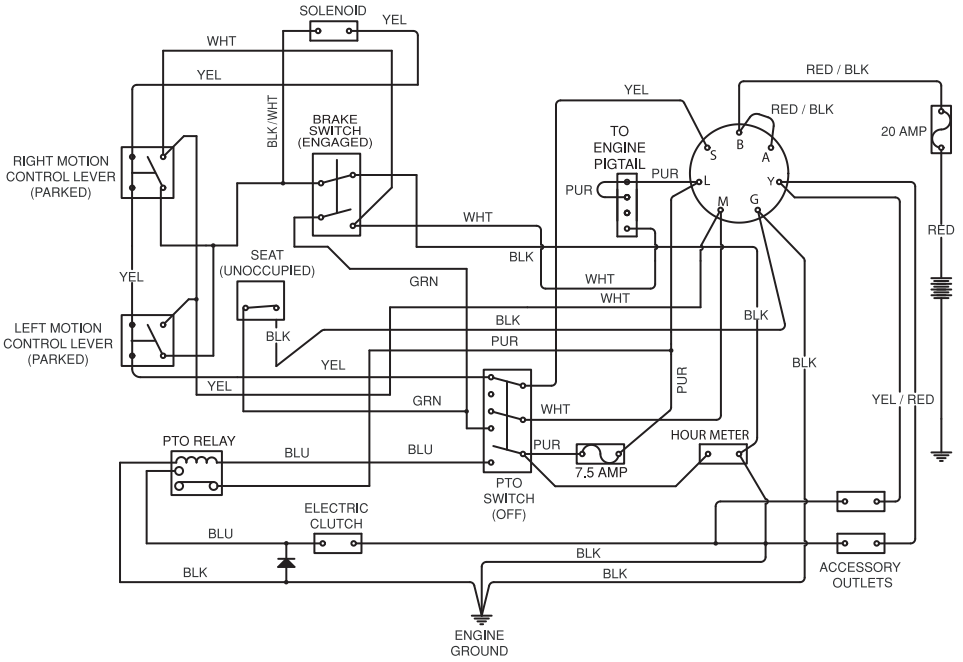 SOLENOID
YEL
WHT
RED / BLK
YEL
YEL
BLK / WHT
RED / BLK
BRAKE
SWITCH
(ENGAGED)
TO
ENGINE
PIGTAIL
20 AMP
B
S
A
RIGHT MOTION
CONTROL LEVER
(PARKED)
PUR
PUR
L
Y
M
G
WHT
RED
SEAT
(UNOCCUPIED)
BLK
YEL
GRN
WHT
WHT
BLK
BLK
LEFT MOTION
CONTROL LEVER
(PARKED)
BLK
PUR
BLK
YEL
PUR
YEL
GRN
WHT
YEL / RED
PTO RELAY
BLU
BLU
PUR
HOUR METER
7.5 AMP
PTO
SWITCH
(OFF)
ELECTRIC
CLUTCH
BLU
BLK
BLK
BLK
ACCESSORY
OUTLETS
ENGINE
GROUND